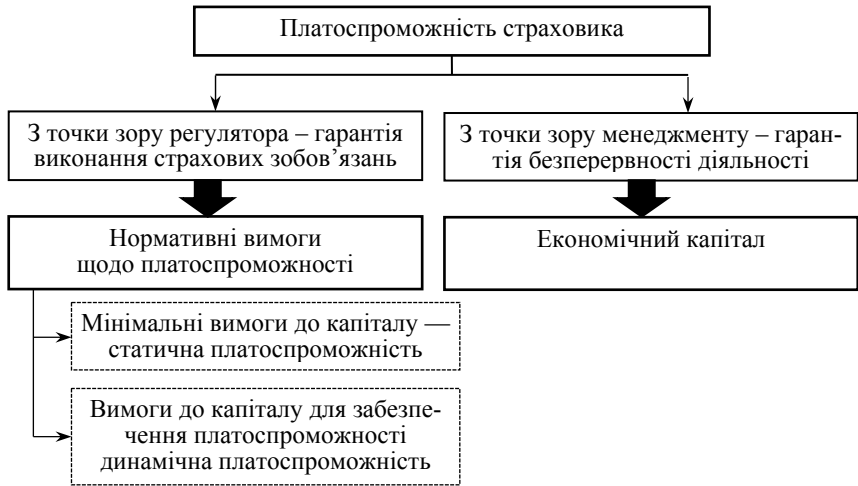 Платоспроможність страховика
З точки зору регулятора – гарантія
виконання страхових зобов’язань
З точки зору менеджменту – гаран-
тія безперервності діяльності
Нормативні вимоги
щодо платоспроможності
Економічний капітал
Мінімальні вимоги до капіталу —
статична платоспроможність
Вимоги до капіталу для забезпе-
чення платоспроможності
динамічна платоспроможність